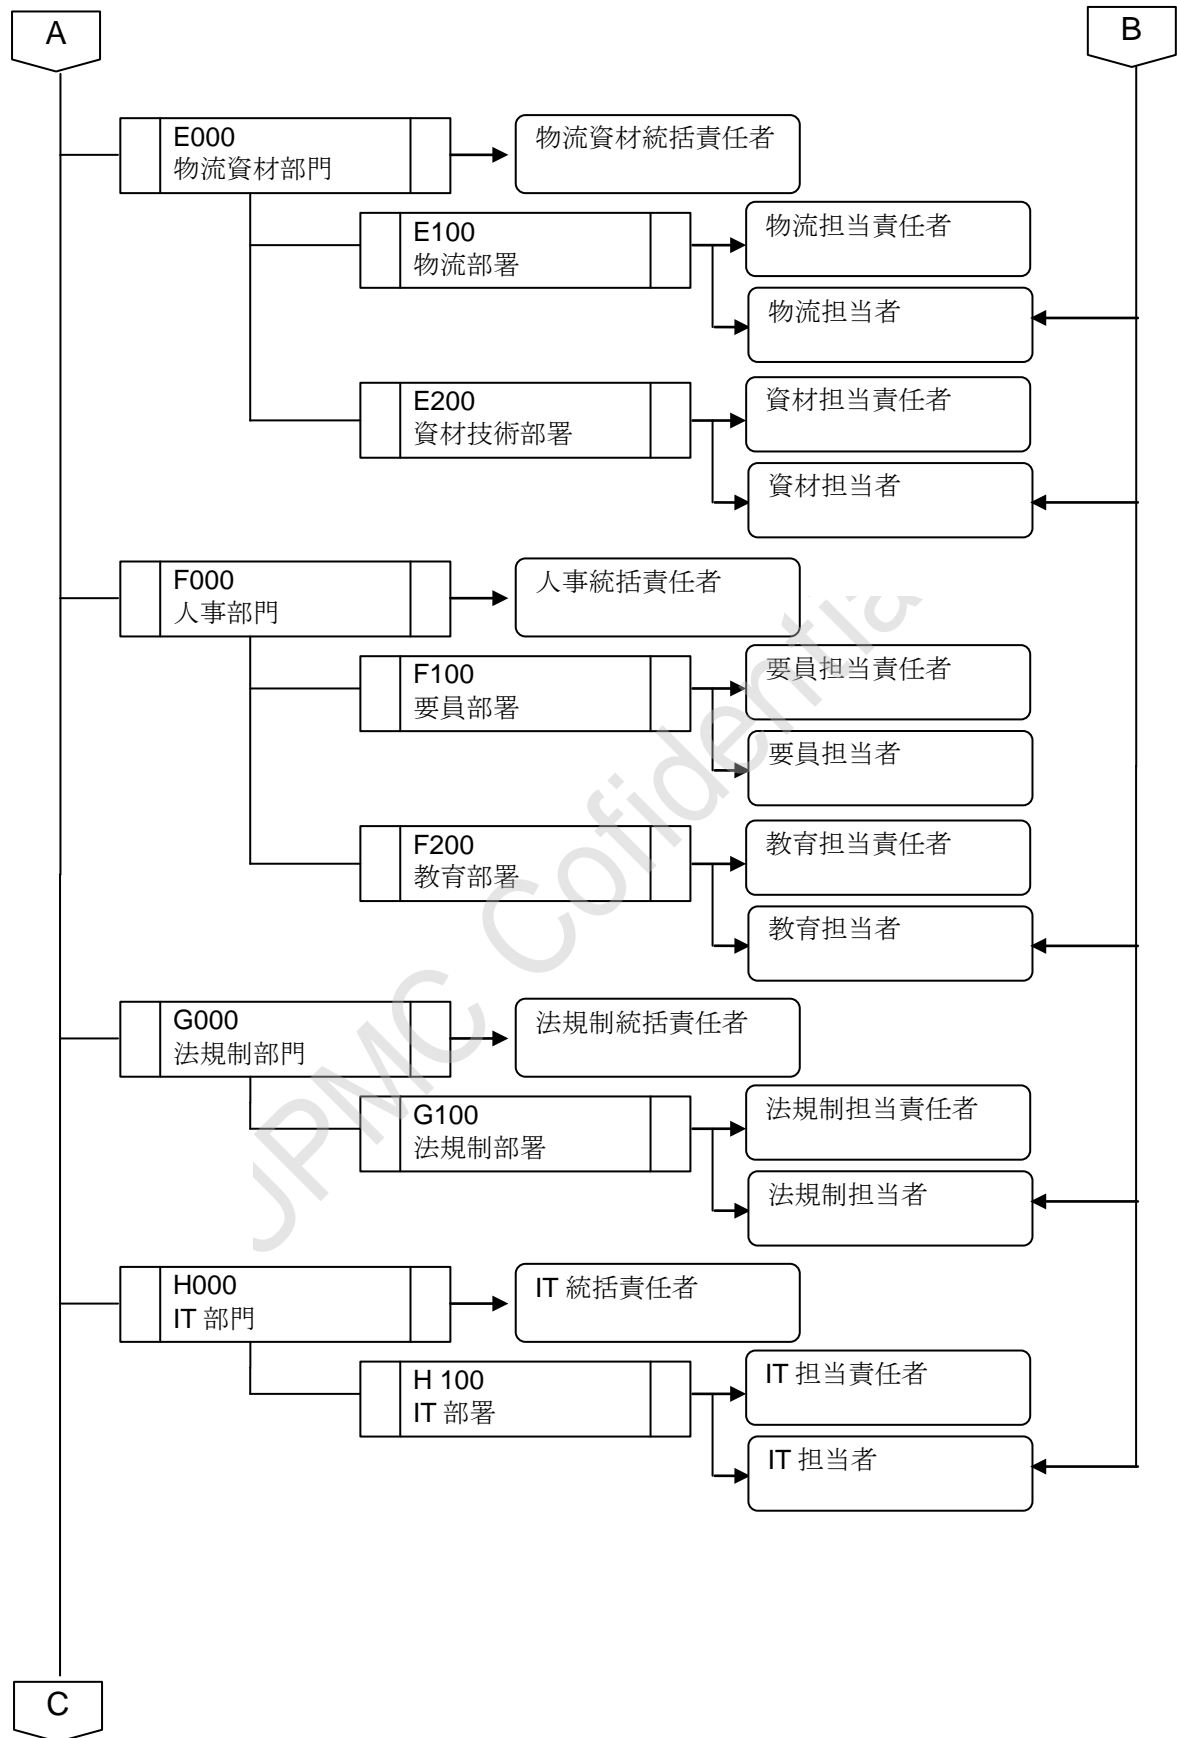 A
B
E000
物流資材部門
物流資材統括責任者
E100
物流部署
物流担当責任者
物流担当者
E200
資材技術部署
資材担当責任者
資材担当者
F000
人事部門
人事統括責任者
F100
要員部署
要員担当責任者
要員担当者
F200
教育部署
教育担当責任者
教育担当者
G000
法規制部門
法規制統括責任者
G100
法規制部署
法規制担当責任者
法規制担当者
H000
IT 部門
IT 統括責任者
H 100
IT 部署
IT 担当責任者
IT 担当者
C
JPMC Cofidential